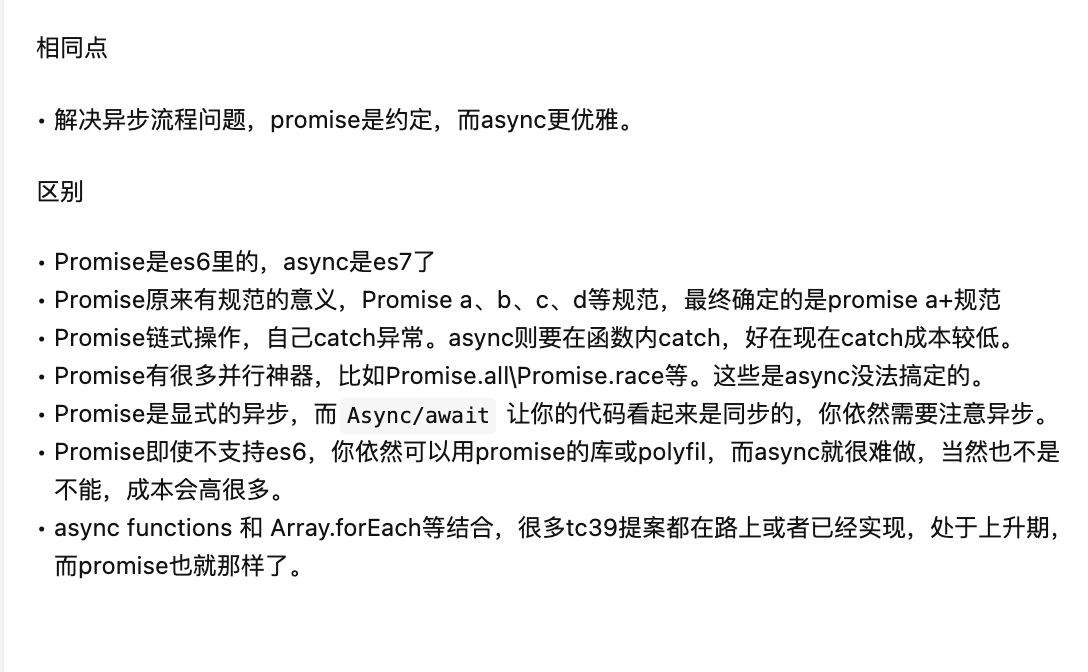 相同点
• 解决异步流程问题，promise是约定，而async更优雅。
区别
• Promise是es6里的，async是es7了
• Promise原来有规范的意义，Promise a、b、c、d等规范，最终确定的是promise a+规范
• Promise链式操作，自己catch异常。async则要在函数内catch，好在现在catch成本较低。
• Promise有很多并行神器，比如Promise.all\Promise.race等。这些是async没法搞定的。
• Promise是显式的异步，而 Async/await 让你的代码看起来是同步的，你依然需要注意异步。
• Promise即使不支持es6，你依然可以用promise的库或polyfil，而async就很难做，当然也不是
不能，成本会高很多。
• async functions 和 Array.forEach等结合，很多tc39提案都在路上或者已经实现，处于上升期，
而promise也就那样了。